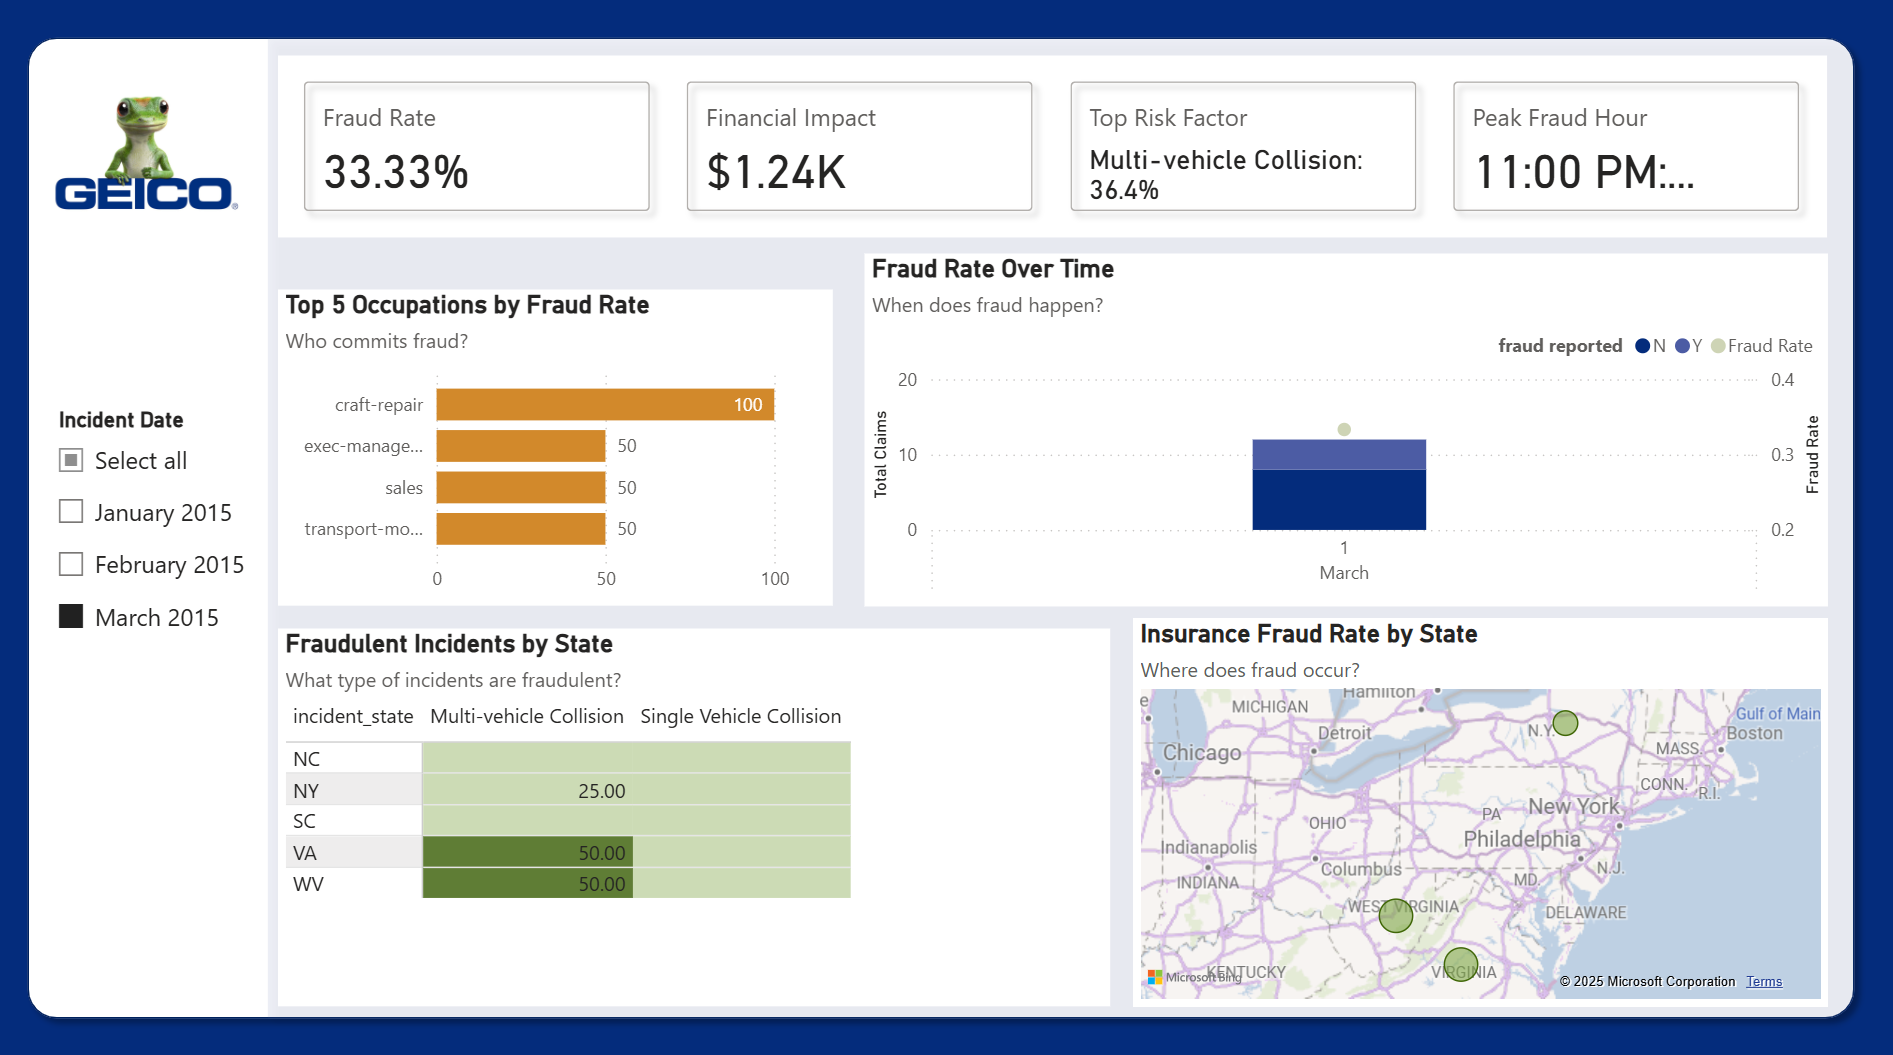 GEICO®
Incident Date
Select all
January 2015
February 2015
March 2015
Fraud Rate
33.33%
Financial Impact
$1.24K
Top Risk Factor
Multi-vehicle Collision:
36.4%
Peak Fraud Hour
11:00 PM:...
Top 5 Occupations by Fraud Rate
Who commits fraud?
craft-repair 100
exec-manage... 50
sales 50
transport-mo... 50
0 50 100
Fraud Rate Over Time
When does fraud happen?
fraud reported N Y Fraud Rate
Total Claims
20
10
0
0.4
0.3
0.2
Fraud Rate
1
March
Fraudulent Incidents by State
What type of incidents are fraudulent?
incident_state Multi-vehicle Collision Single Vehicle Collision
NC
NY 25.00
SC
VA 50.00
WV 50.00
Insurance Fraud Rate by State
Where does fraud occur?
Hamilton
MICHIGAN
Gulf of Main
Detroit
N.Y.
Boston
Chicago
MASS.
CONN.
R.I.
OHIO
PA
New York
Philadelphia
Indianapolis
Columbus
N.J.
INDIANA
MD.
WEST VIRGINIA
DELAWARE
KENTUCKY
VIRGINIA
Microsoft Bing
© 2025 Microsoft Corporation Terms